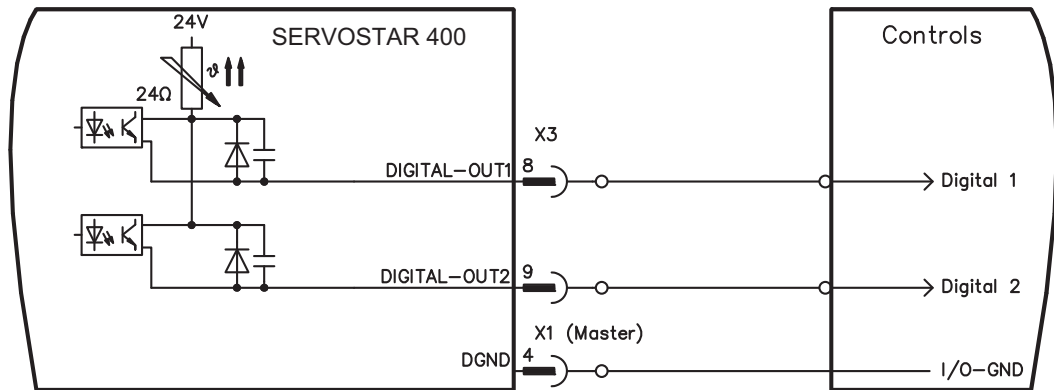 24V
SERVOSTAR 400
Controls
ϑ
24Ω
X3
DIGITAL-OUT1
8
Digital 1
DIGITAL-OUT2
9
Digital 2
X1 (Master)
DGND
4
I/O-GND